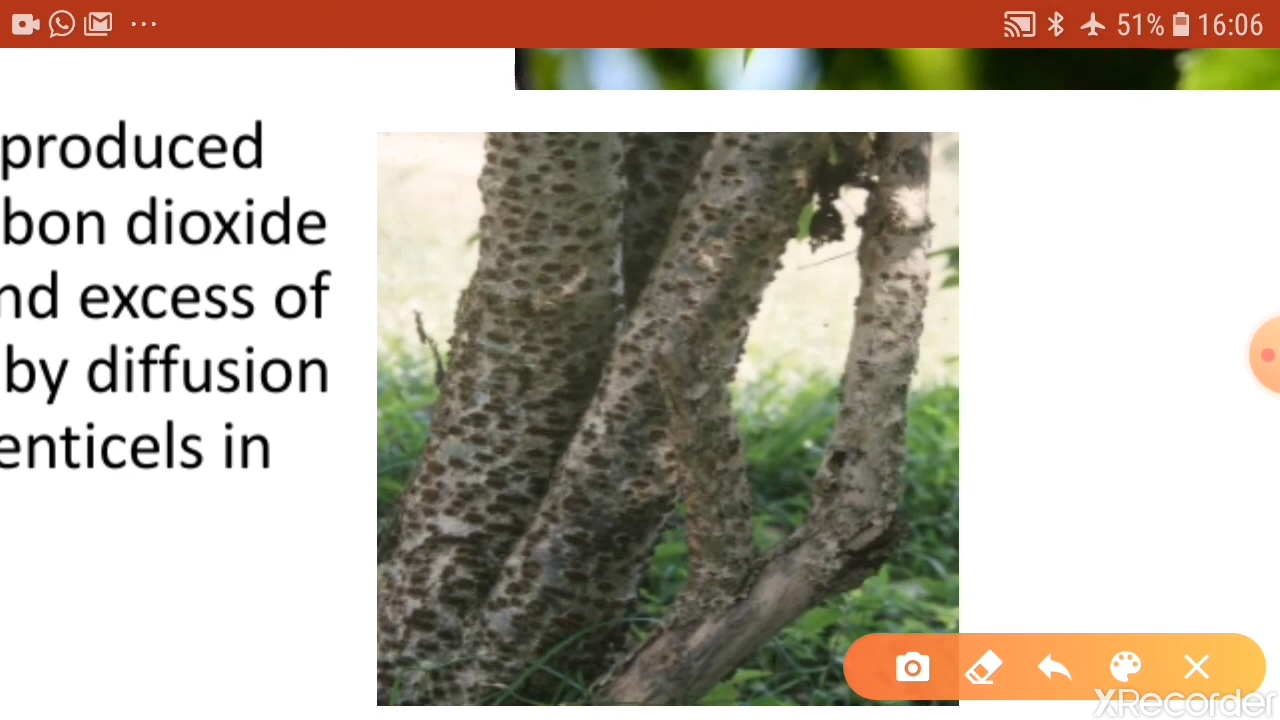 51% 16:06
produced
bon dioxide
nd excess of
by diffusion
enticels in
XRecorder